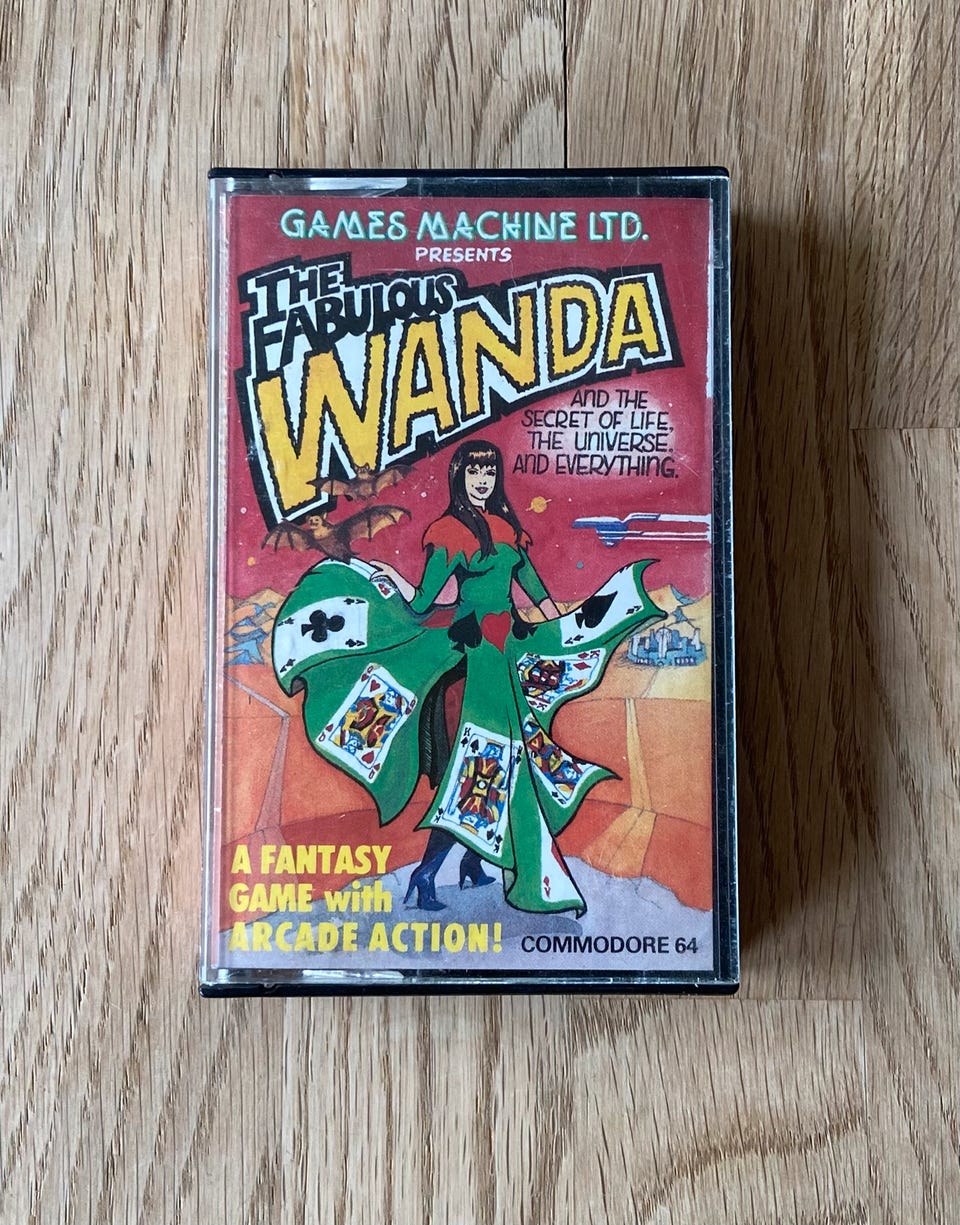 GAMES MACHINE LTD.
PRESENTS
THE
FABULOUS
WANDA
AND THE
SECRET OF LIFE,
THE UNIVERSE,
AND EVERYTHING.
A FANTASY
GAME with
ARCADE ACTION!
COMMODORE 64